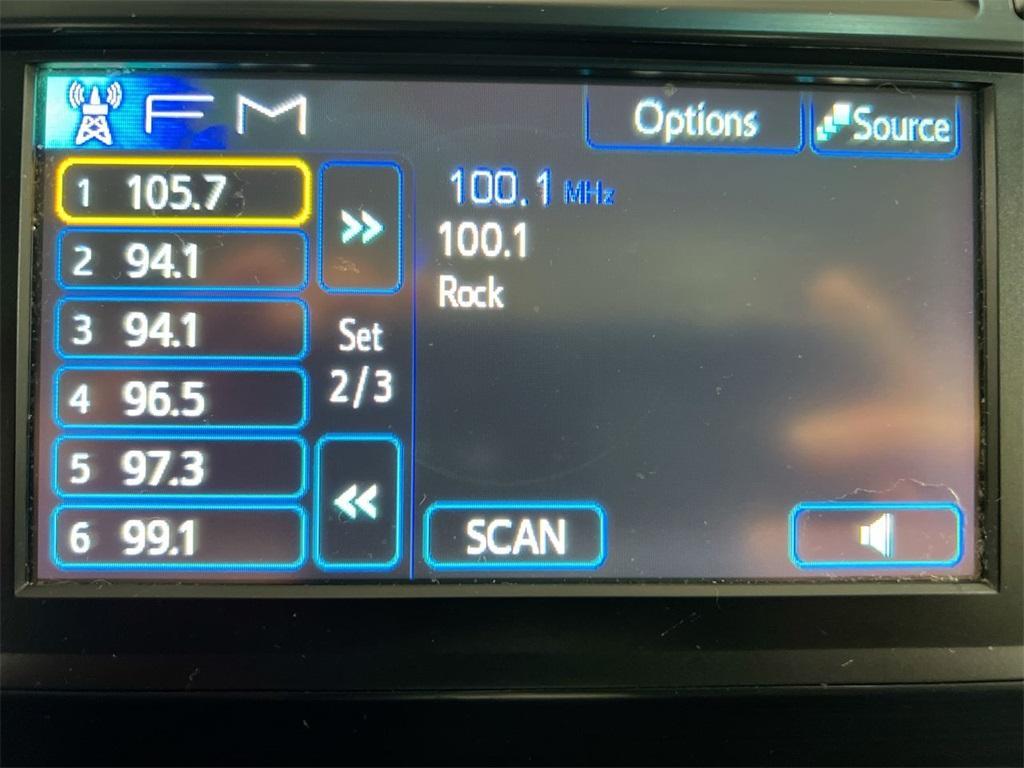 FM
Options
Source
1 105.7
2 94.1
3 94.1
4 96.5
5 97.3
6 99.1
>>
Set
2/3
<<
100.1 MHz
100.1
Rock
SCAN